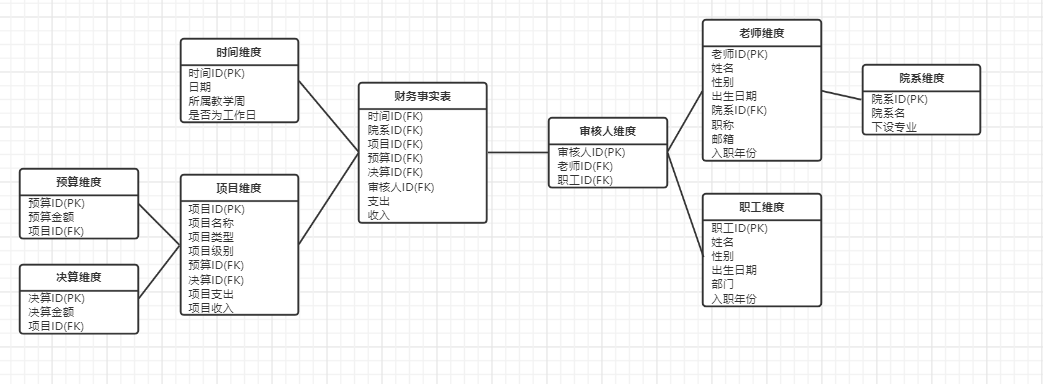 时间维度
时间ID(PK)
日期
所属教学周
是否为工作日
预算维度
预算ID(PK)
预算金额
项目ID(FK)
决算维度
决算ID(PK)
决算金额
项目ID(FK)
项目维度
项目ID(PK)
项目名称
项目类型
项目级别
预算ID(FK)
决算ID(FK)
项目支出
项目收入
财务事实表
时间ID(FK)
院系ID(FK)
项目ID(FK)
预算ID(FK)
决算ID(FK)
审核人ID(FK)
支出
收入
审核人维度
审核人ID(PK)
老师ID(FK)
职工ID(FK)
老师维度
老师ID(PK)
姓名
性别
出生日期
院系ID(FK)
职称
邮箱
入职年份
职工维度
职工ID(PK)
姓名
性别
出生日期
部门
入职年份
院系维度
院系ID(PK)
院系名
下设专业